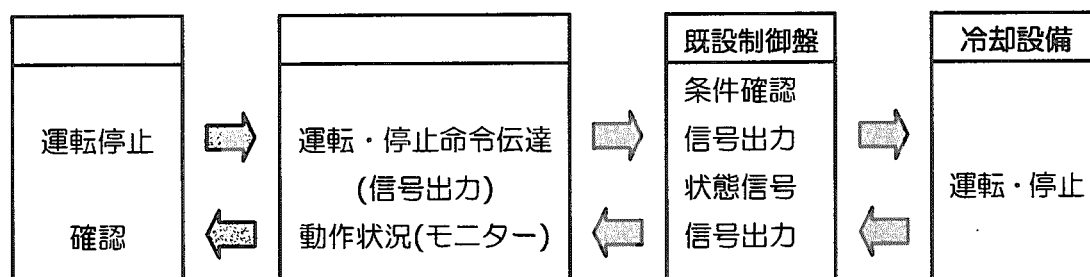 運転停止
確認
運転・停止命令伝達
(信号出力)
動作状況(モニター)
既設制御盤
条件確認
信号出力
状態信号
信号出力
冷却設備
運転・停止